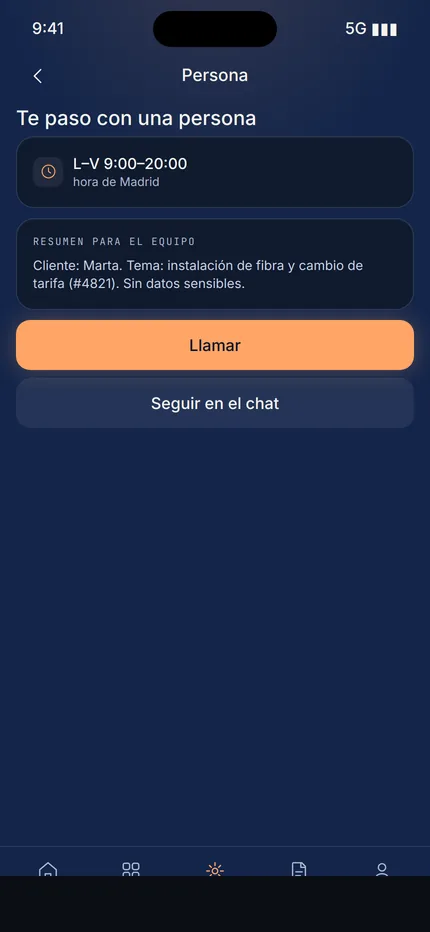 9:41
5G
Persona
Te paso con una persona
L–V 9:00–20:00
hora de Madrid
RESUMEN PARA EL EQUIPO
Cliente: Marta. Tema: instalación de fibra y cambio de
tarifa (#4821). Sin datos sensibles.
Llamar
Seguir en el chat